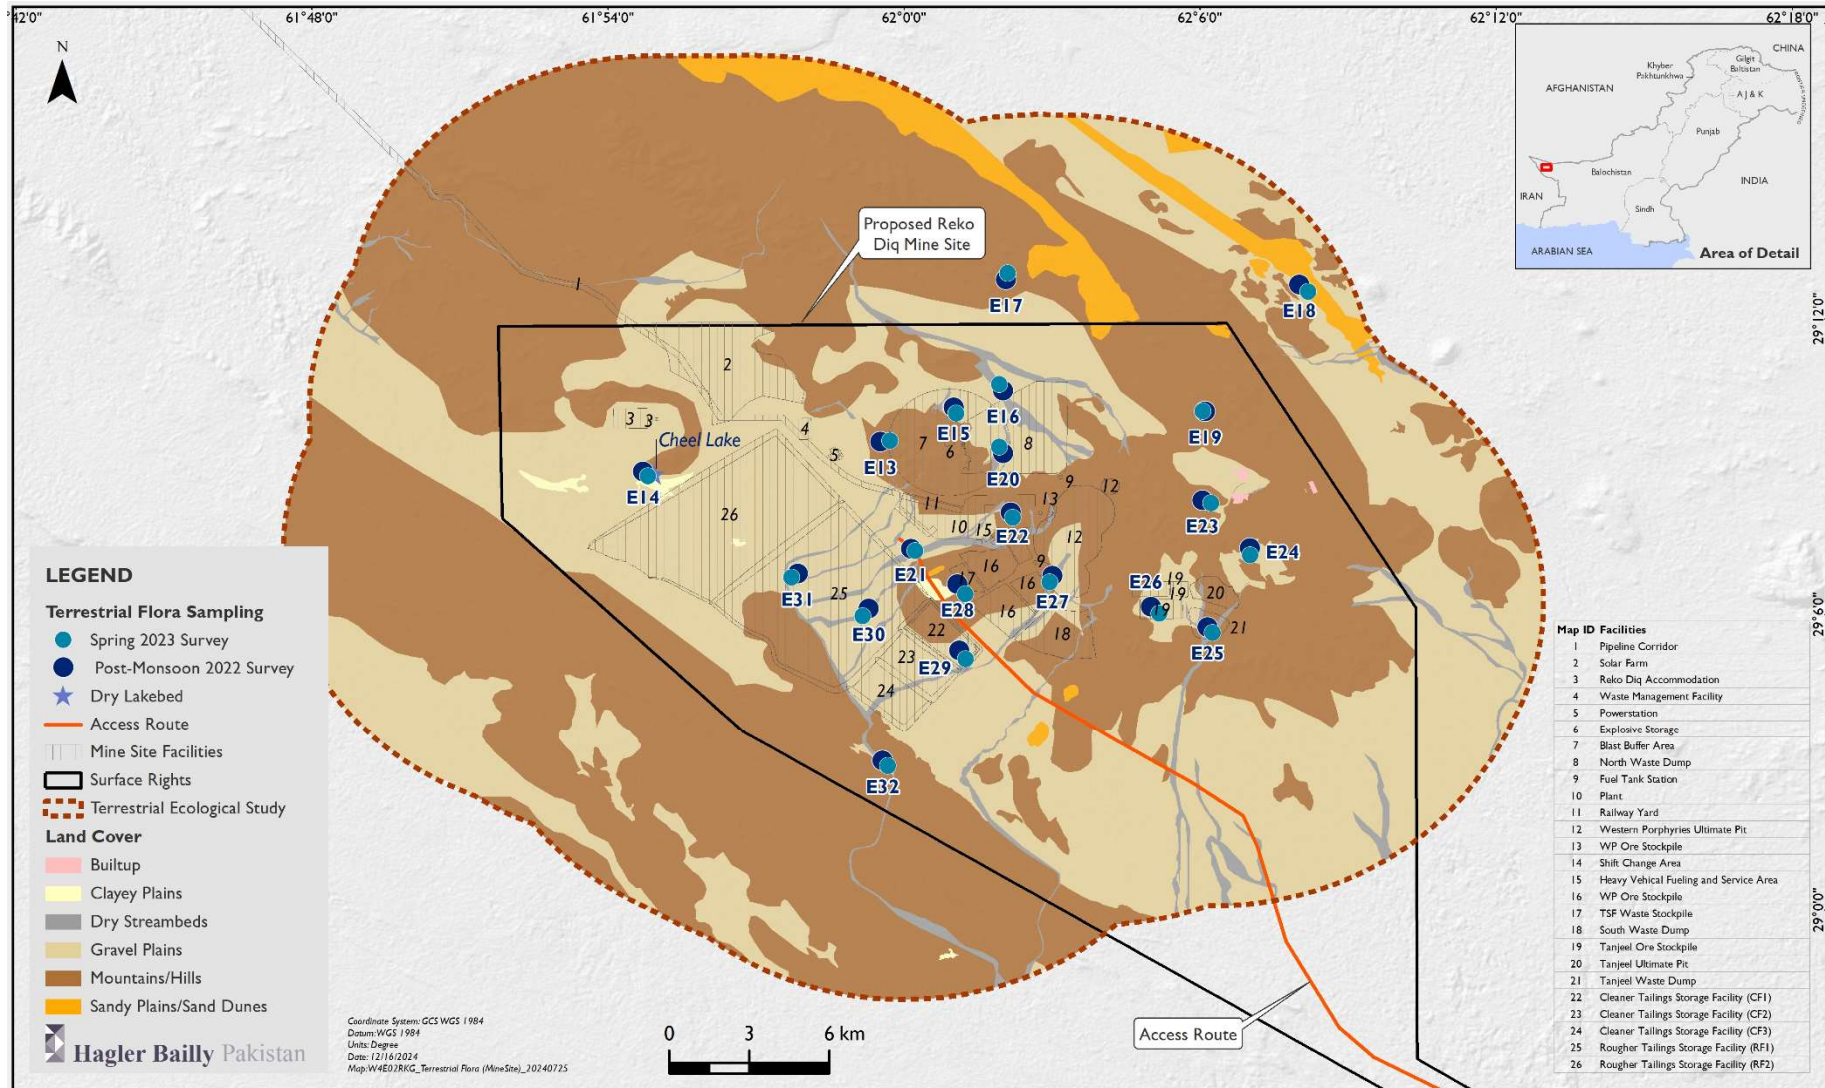 61°42'0"
61°48'0"
61°54'0"
62°0'0"
62°6'0"
62°12'0"
62°18'0"
N
CHINA
Gilgit
Baltistan
Khyber
Pakhtunkhwa
AFGHANISTAN
A J & K
Punjab
Balochistan
IRAN
INDIA
Sindh
ARABIAN SEA
Area of Detail
Proposed Reko
Diq Mine Site
29°12'0"
29°6'0"
29°0'0"
1
E17
E18
2
3
3
4
5
Cheel Lake
E14
E13
7
E15
6
E16
8
E20
E19
9
12
13
11
10
15
E22
12
26
E23
E24
E21
16
9
17
16
E28
E27
16
E26
19
19
19
20
21
E25
E31
25
E30
22
18
E29
23
24
E32
Access Route
LEGEND
Terrestrial Flora Sampling
Spring 2023 Survey
Post-Monsoon 2022 Survey
Dry Lakebed
Access Route
Mine Site Facilities
Surface Rights
Terrestrial Ecological Study
Land Cover
Builtup
Clayey Plains
Dry Streambeds
Gravel Plains
Mountains/Hills
Sandy Plains/Sand Dunes
Hagler Bailly Pakistan
Coordinate System: GCS WGS 1984
Datum: WGS 1984
Units: Degree
Date: 12/16/2024
Map: W4E02RKG_Terrestrial Flora (MineSite)_20240725
0 3 6 km
Map ID Facilities
1 Pipeline Corridor
2 Solar Farm
3 Reko Diq Accommodation
4 Waste Management Facility
5 Powerstation
6 Explosive Storage
7 Blast Buffer Area
8 North Waste Dump
9 Fuel Tank Station
10 Plant
11 Railway Yard
12 Western Porphyries Ultimate Pit
13 WP Ore Stockpile
14 Shift Change Area
15 Heavy Vehical Fueling and Service Area
16 WP Ore Stockpile
17 TSF Waste Stockpile
18 South Waste Dump
19 Tanjeel Ore Stockpile
20 Tanjeel Ultimate Pit
21 Tanjeel Waste Dump
22 Cleaner Tailings Storage Facility (CF1)
23 Cleaner Tailings Storage Facility (CF2)
24 Cleaner Tailings Storage Facility (CF3)
25 Rougher Tailings Storage Facility (RF1)
26 Rougher Tailings Storage Facility (RF2)